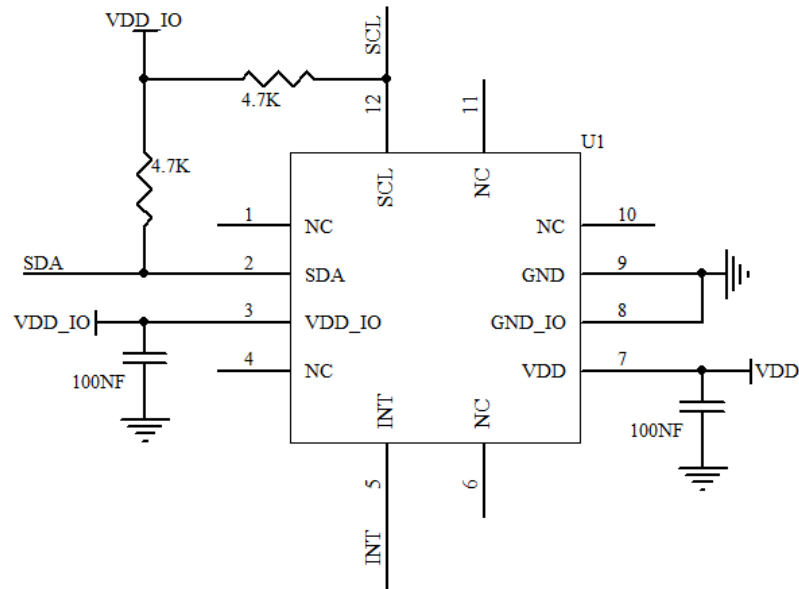 VDD_IO
SCL
4.7K
12
11
U1
4.7K
SCL
NC
1
NC
NC
10
SDA
2
SDA
GND
9
VDD_IO
3
VDD_IO
GND_IO
8
4
NC
VDD
7
VDD
100NF
INT
NC
100NF
5
6
INT